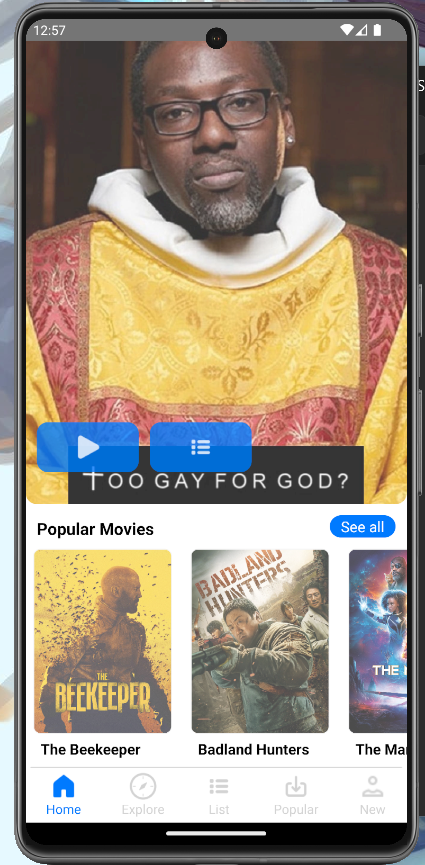 12:57
TOO GAY FOR GOD?
Popular Movies
See all
BADLAND
HUNTERS
THE
BEEKEEPER
THE
The Beekeeper
Badland Hunters
The Ma
Home
Explore
List
Popular
New
S